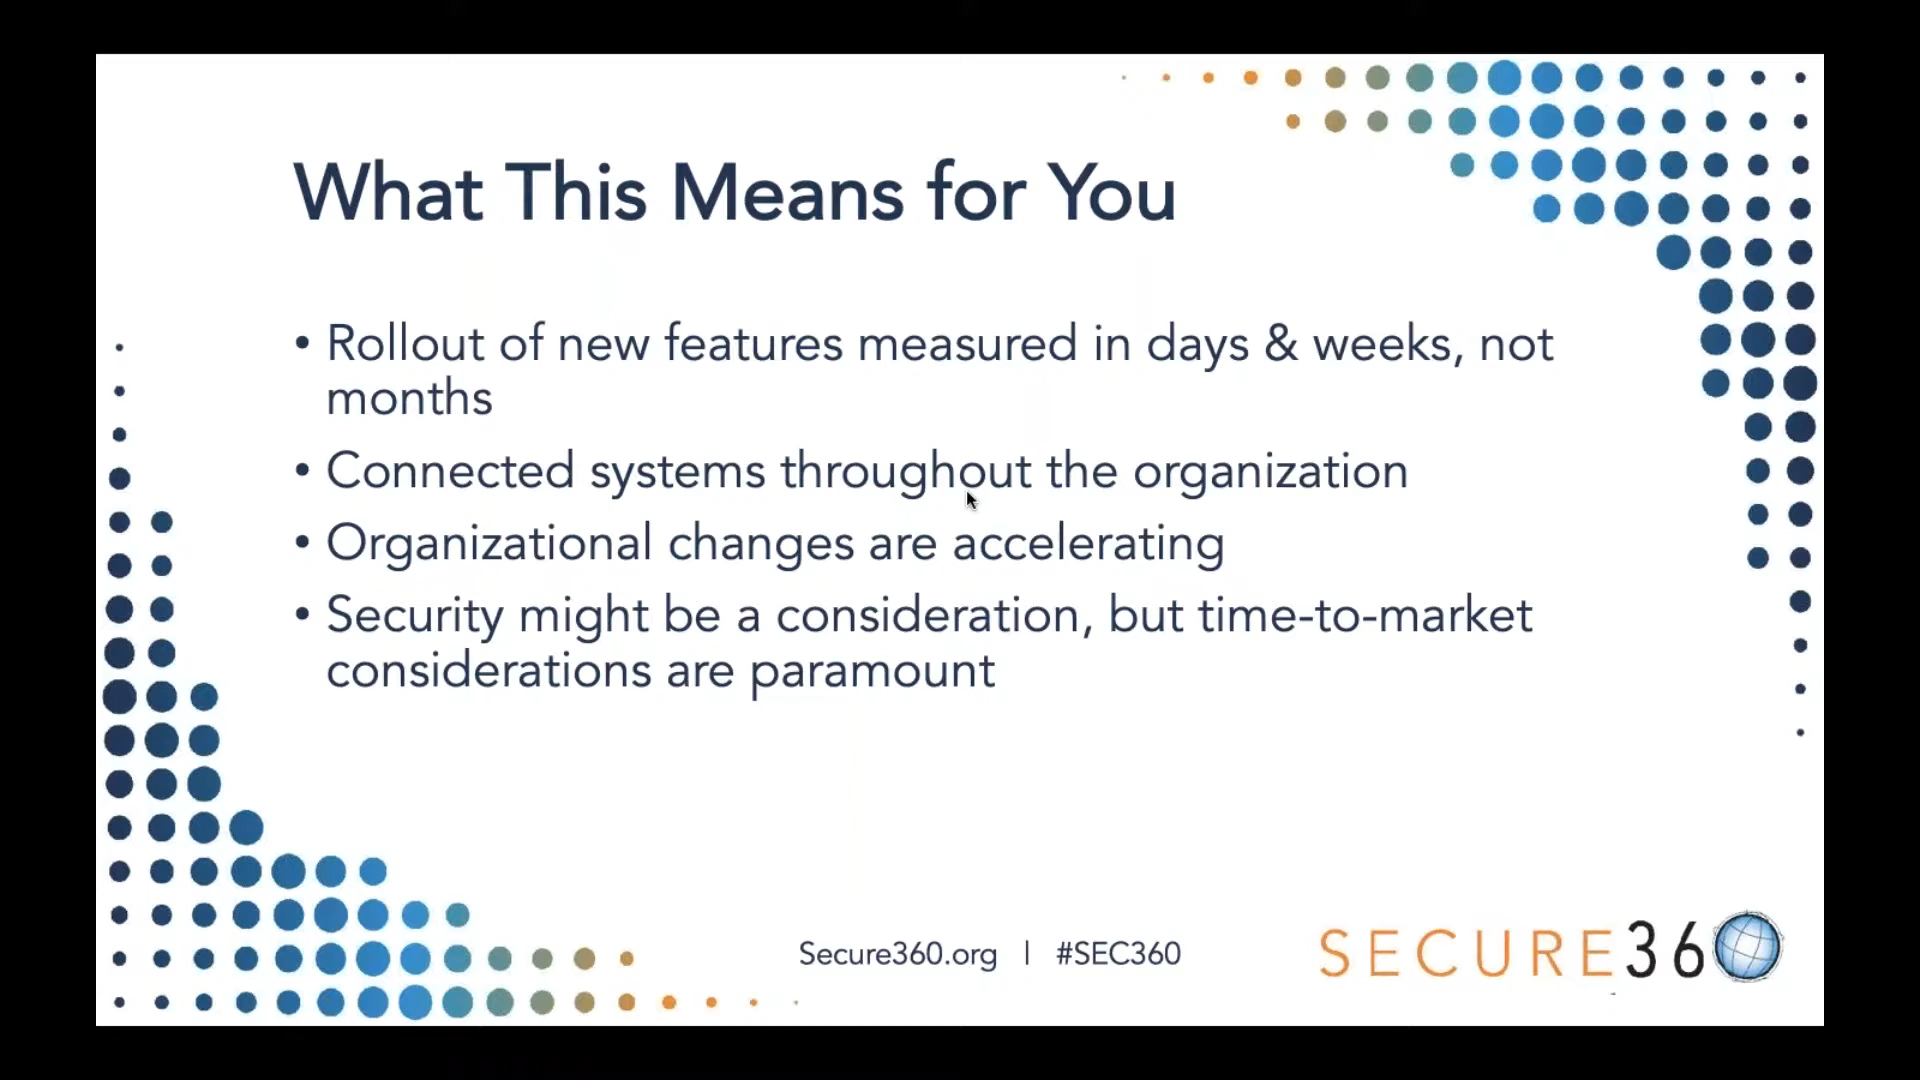 What This Means for You
• Rollout of new features measured in days & weeks, not
months
• Connected systems throughout the organization
• Organizational changes are accelerating
• Security might be a consideration, but time-to-market
considerations are paramount
Secure360.org | #SEC360
SECURE360